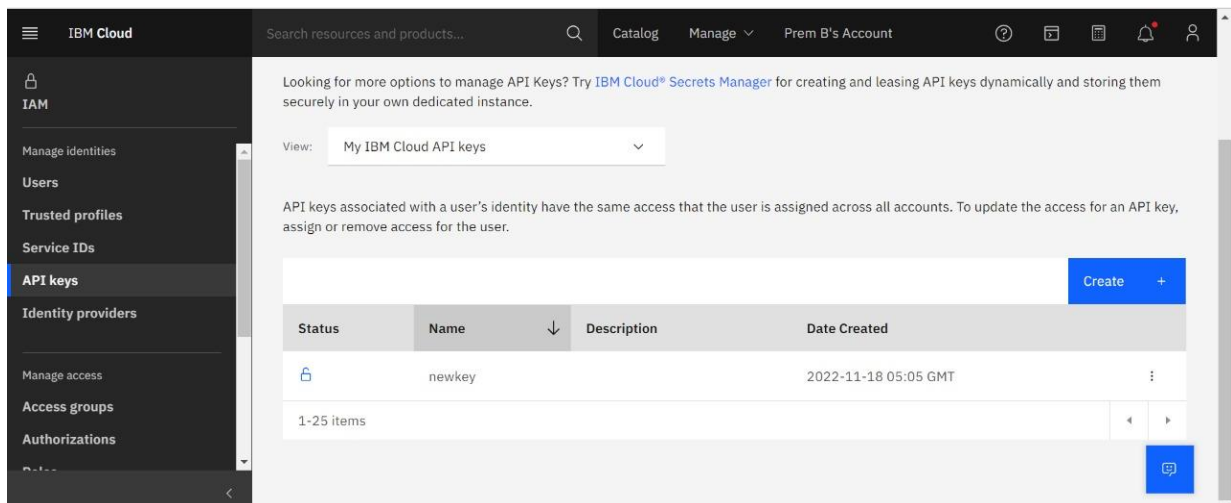 IBM Cloud
Search resources and products...
Catalog
Manage
Prem B's Account
IAM
Manage identities
Users
Trusted profiles
Service IDs
API keys
Identity providers
Manage access
Access groups
Authorizations
Looking for more options to manage API Keys? Try IBM Cloud® Secrets Manager for creating and leasing API keys dynamically and storing them
securely in your own dedicated instance.
View: My IBM Cloud API keys
API keys associated with a user's identity have the same access that the user is assigned across all accounts. To update the access for an API key,
assign or remove access for the user.
Create +
Status Name Description Date Created
newkey 2022-11-18 05:05 GMT
1-25 items